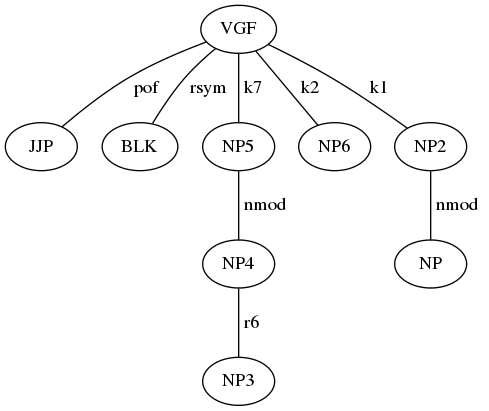 VGF
pof rsym k7 k2 k1
JJP BLK NP5 NP6 NP2
nmod nmod
NP4 NP
r6
NP3